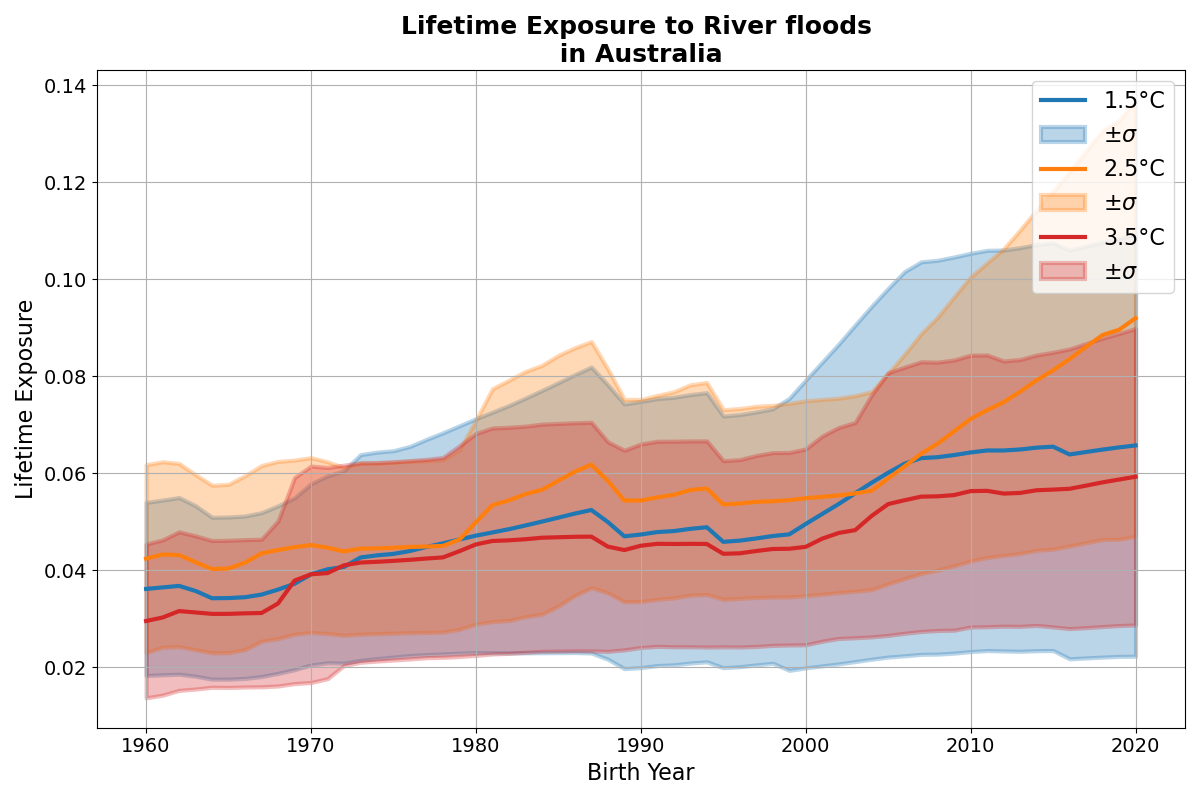 Lifetime Exposure to River floods
in Australia
0.14
0.12
0.10
0.08
0.06
0.04
0.02
Lifetime Exposure
1960
1970
1980
1990
2000
2010
2020
Birth Year
1.5°C
±σ
2.5°C
±σ
3.5°C
±σ